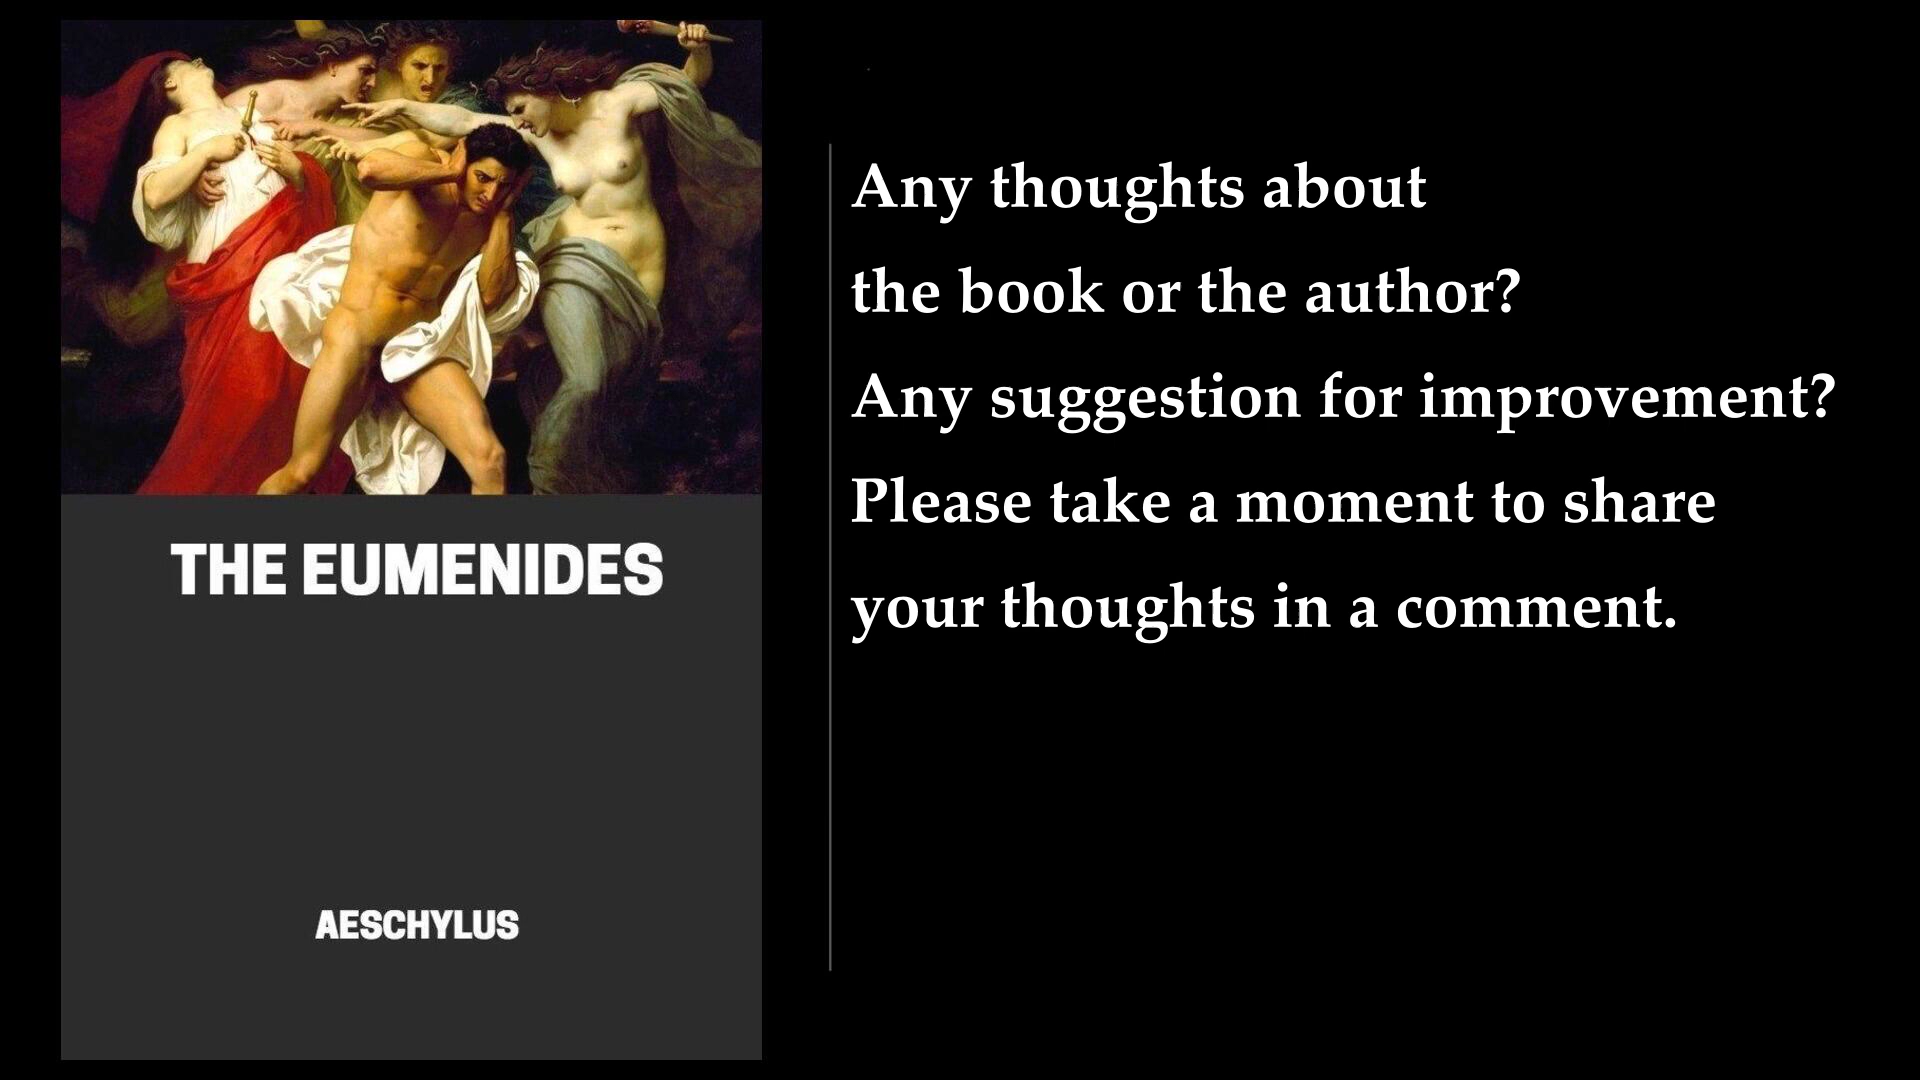 THE EUMENIDES
AESCHYLUS
Any thoughts about
the book or the author?
Any suggestion for improvement?
Please take a moment to share
your thoughts in a comment.